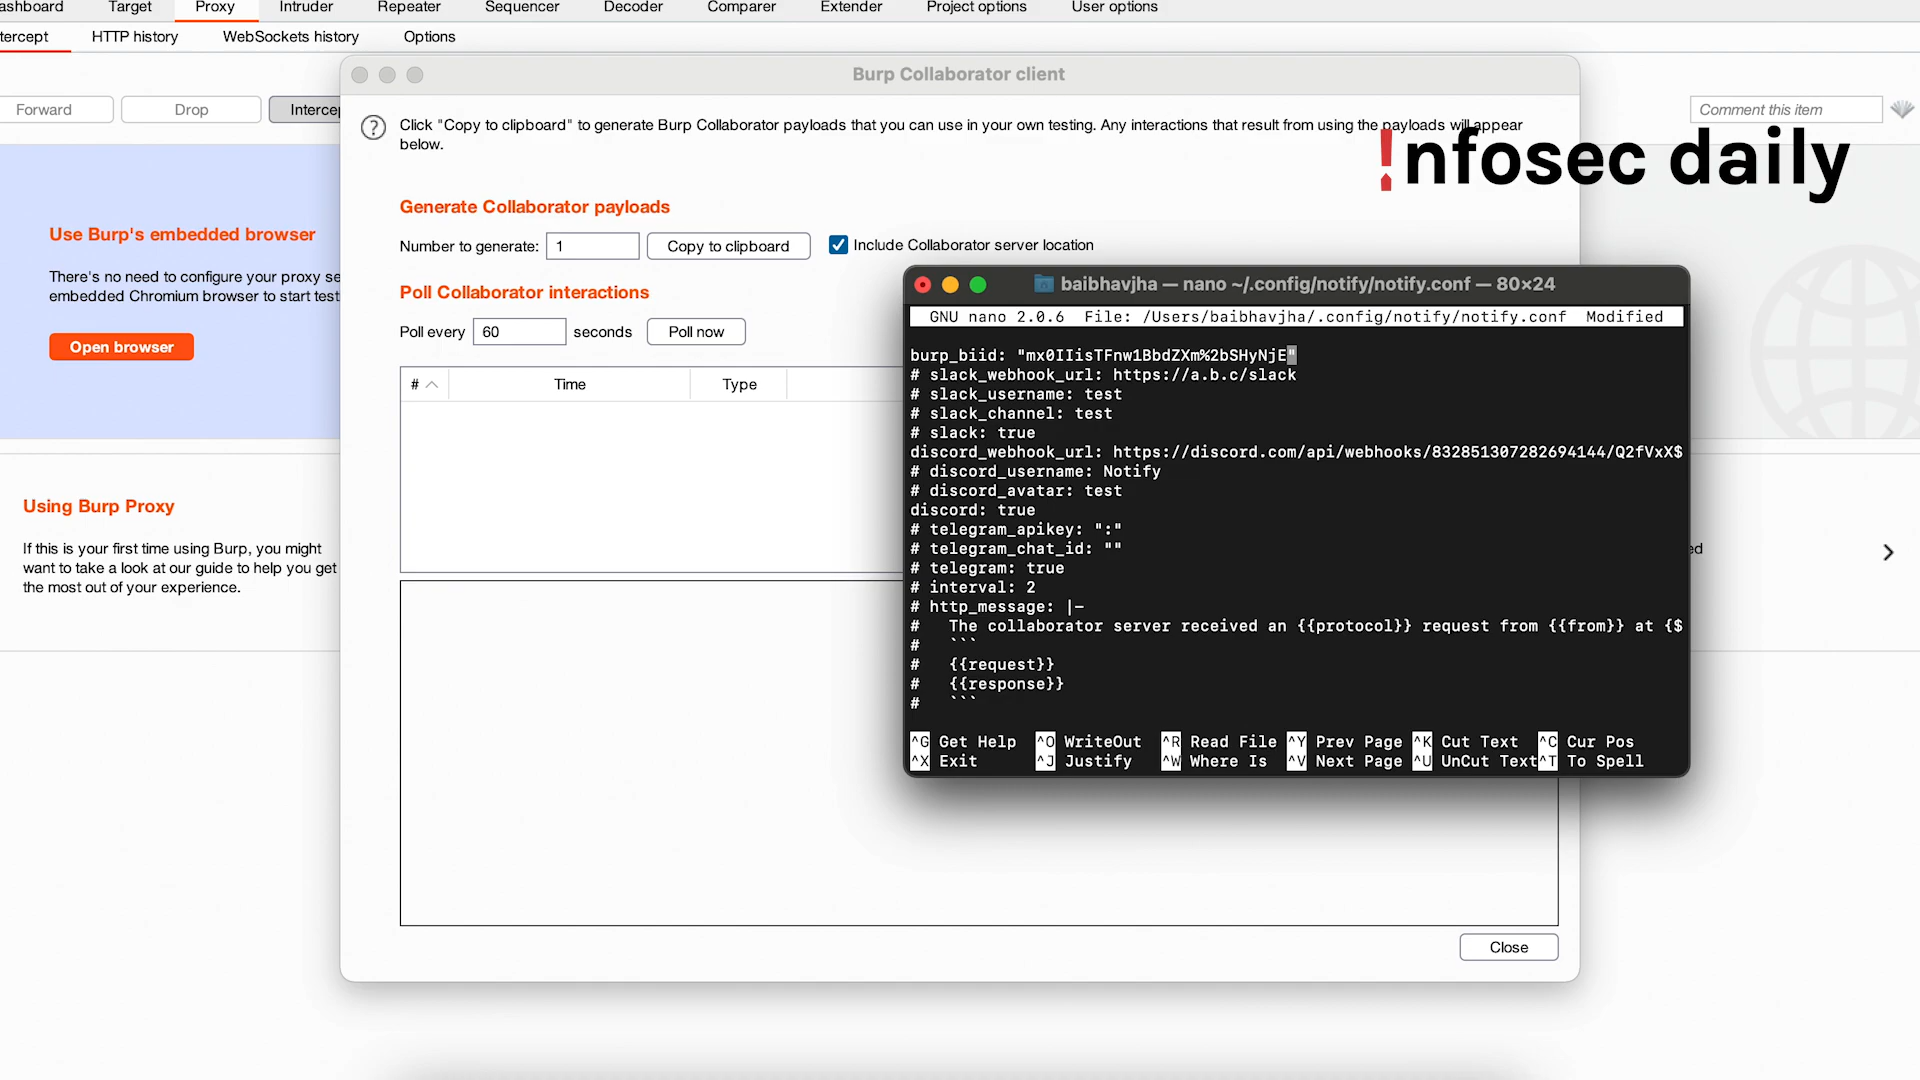 ashboard Target Proxy Intruder Repeater Sequencer Decoder Comparer Extender Project options User options
tercept HTTP history WebSockets history Options
Burp Collaborator client
Forward Drop Intercep
Comment this item
Click "Copy to clipboard" to generate Burp Collaborator payloads that you can use in your own testing. Any interactions that result from using the payloads will appear
below.
!nfosec daily
Generate Collaborator payloads
Number to generate: 1 Copy to clipboard Include Collaborator server location
Poll Collaborator interactions
Poll every 60 seconds Poll now
# Time Type
Close
Use Burp's embedded browser
There's no need to configure your proxy se
embedded Chromium browser to start test
Open browser
Using Burp Proxy
If this is your first time using Burp, you might
want to take a look at our guide to help you get
the most out of your experience.
ed
baibhavjha — nano ~/.config/notify/notify.conf — 80×24
GNU nano 2.0.6 File: /Users/baibhavjha/.config/notify/notify.conf Modified
burp_biid: "mx0IIisTFnw1BbdZXm%2bSHyNjE"
# slack_webhook_url: https://a.b.c/slack
# slack_username: test
# slack_channel: test
# slack: true
discord_webhook_url: https://discord.com/api/webhooks/832851307282694144/Q2fVxX$
# discord_username: Notify
# discord_avatar: test
discord: true
# telegram_apikey: ":"
# telegram_chat_id: ""
# telegram: true
# interval: 2
# http_message: |-
#   The collaborator server received an {{protocol}} request from {{from}} at {$
#   ```
#   {{request}}
#   {{response}}
#   ```
^G Get Help ^O WriteOut ^R Read File ^Y Prev Page ^K Cut Text ^C Cur Pos
^X Exit ^J Justify ^W Where Is ^V Next Page ^U UnCut Text ^T To Spell